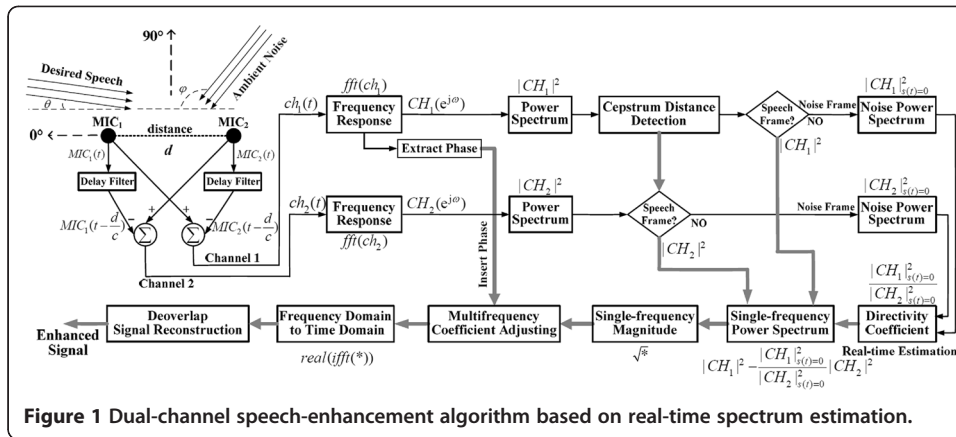 90°
Desired Speech
Ambient Noise
θ
φ
MIC₁
MIC₂
0°
distance
d
MIC₁(t)
MIC₂(t)
Delay Filter
Delay Filter
MIC₁(t-d/c)
MIC₂(t-d/c)
−
+
+
−
Σ
Σ
Channel 1
Channel 2
ch₁(t)
fft(ch₁)
Frequency
Response
CH₁(e^jω)
Extract Phase
|CH₁|²
Power
Spectrum
Cepstrum Distance
Detection
Speech
Frame?
Noise Frame
NO
|CH₁|²
|CH₁|²s(t)=0
Noise Power
Spectrum
ch₂(t)
Frequency
Response
fft(ch₂)
CH₂(e^jω)
|CH₂|²
Power
Spectrum
Speech
Frame?
NO
|CH₂|²
Noise Frame
|CH₂|²s(t)=0
Noise Power
Spectrum
Insert Phase
|CH₁|²s(t)=0
|CH₂|²s(t)=0
Directivity
Coefficient
Real-time Estimation
Single-frequency
Power Spectrum
|CH₁|² - |CH₁|²s(t)=0 / |CH₂|²s(t)=0 |CH₂|²
Single-frequency
Magnitude
√*
Multifrequency
Coefficient Adjusting
Frequency Domain
to Time Domain
real(ifft(*))
Deoverlap
Signal Reconstruction
Enhanced
Signal
Figure 1 Dual-channel speech-enhancement algorithm based on real-time spectrum estimation.